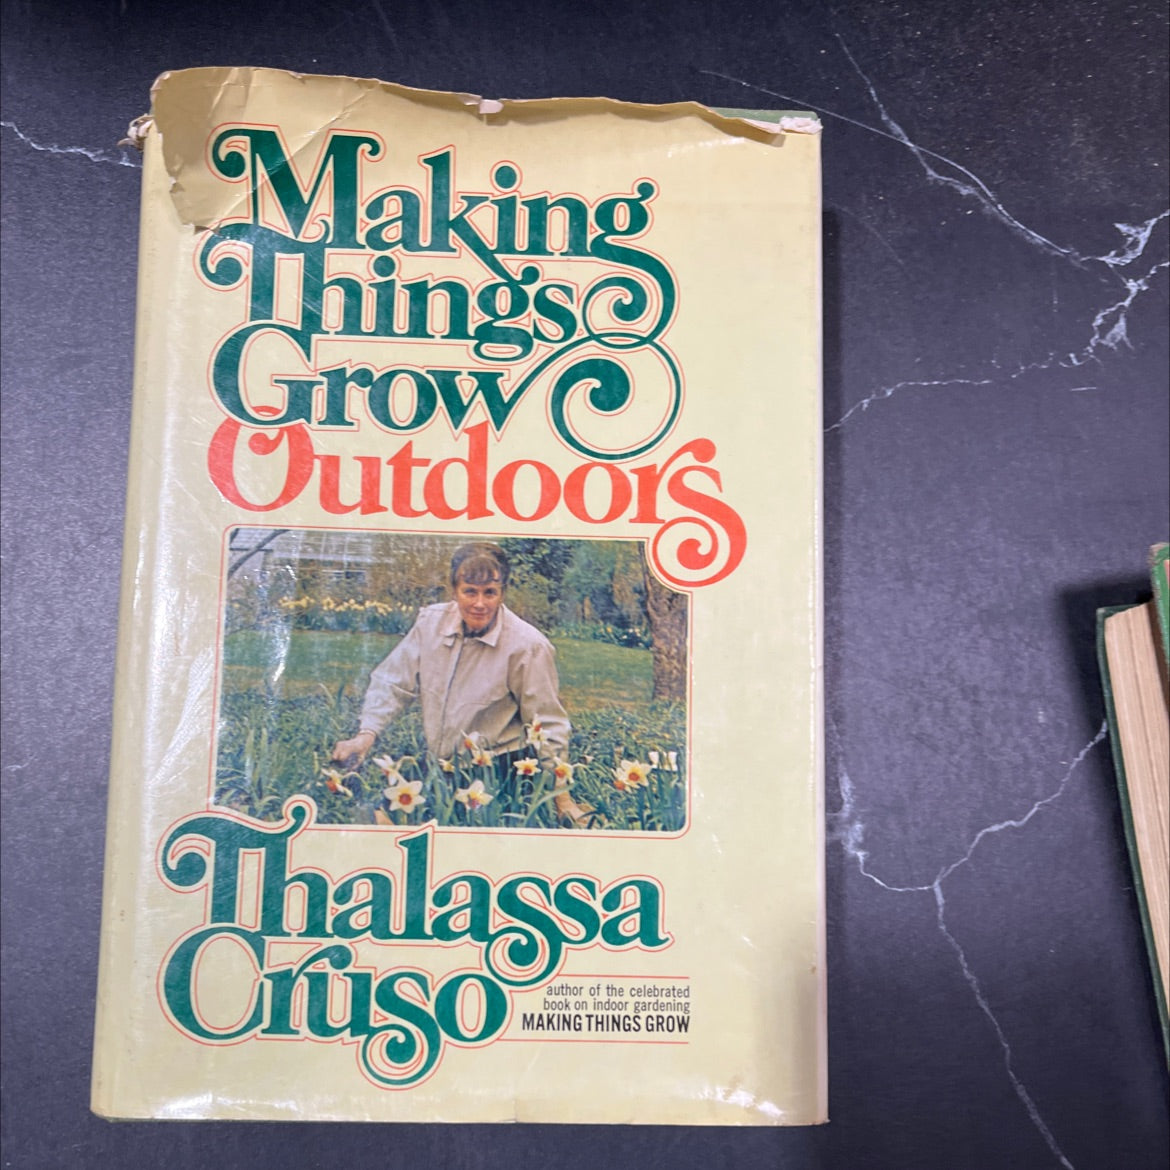 Making
Things
Grow
Outdoors
Thalassa
Cruso
author of the celebrated
book on indoor gardening
MAKING THINGS GROW